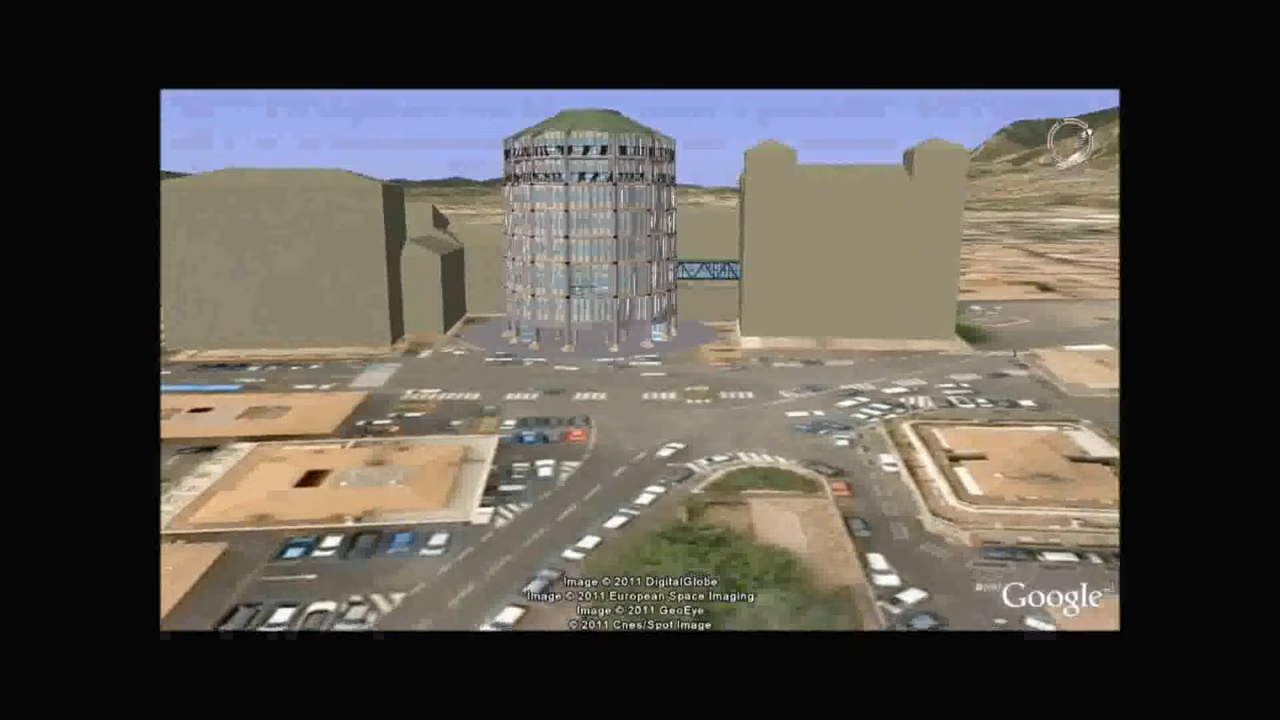 Image © 2011 DigitalGlobe
Image © 2011 European Space Imaging
Image © 2011 GeoEye
© 2011 Cnes/Spot Image
Google